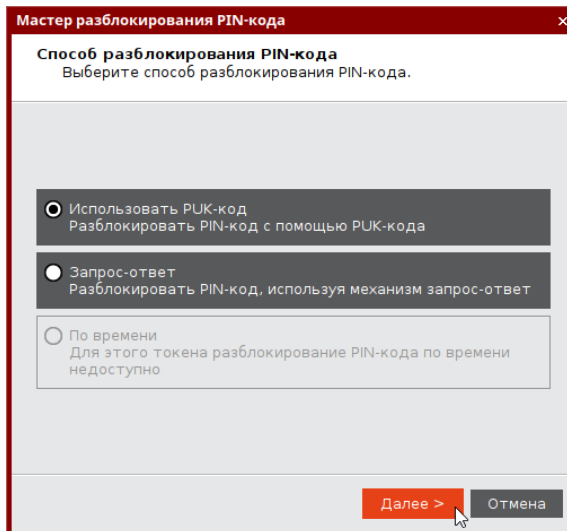 Мастер разблокирования PIN-кода
Способ разблокирования PIN-кода
Выберите способ разблокирования PIN-кода.
Использовать PUK-код
Разблокировать PIN-код с помощью PUK-кода
Запрос-ответ
Разблокировать PIN-код, используя механизм запрос-ответ
По времени
Для этого токена разблокирование PIN-кода по времени
недоступно
Далее > Отмена